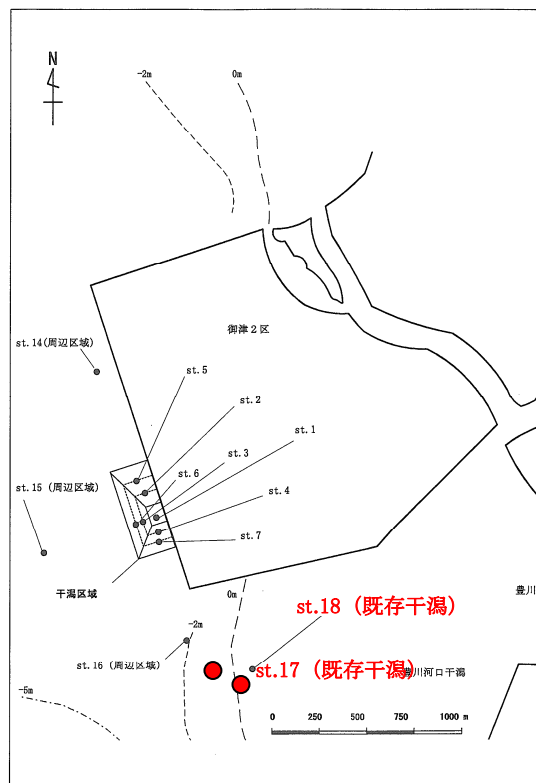 N
-2m
0m
御津2区
st.14(周辺区域)
st.5
st.2
st.1
st.3
st.6
st.15(周辺区域)
st.4
st.7
干潟区域
0m
豊川
st.18(既存干潟)
-2m
st.16(周辺区域)
st.17(既存干潟)
豊川河口干潟
-5m
0 250 500 750 1000 m